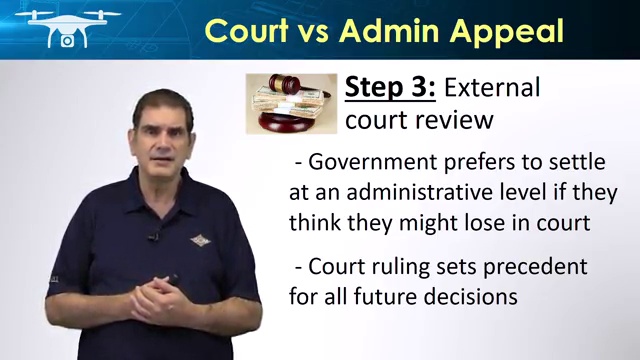 Court vs Admin Appeal
Step 3: External
court review
- Government prefers to settle
at an administrative level if they
think they might lose in court
- Court ruling sets precedent
for all future decisions